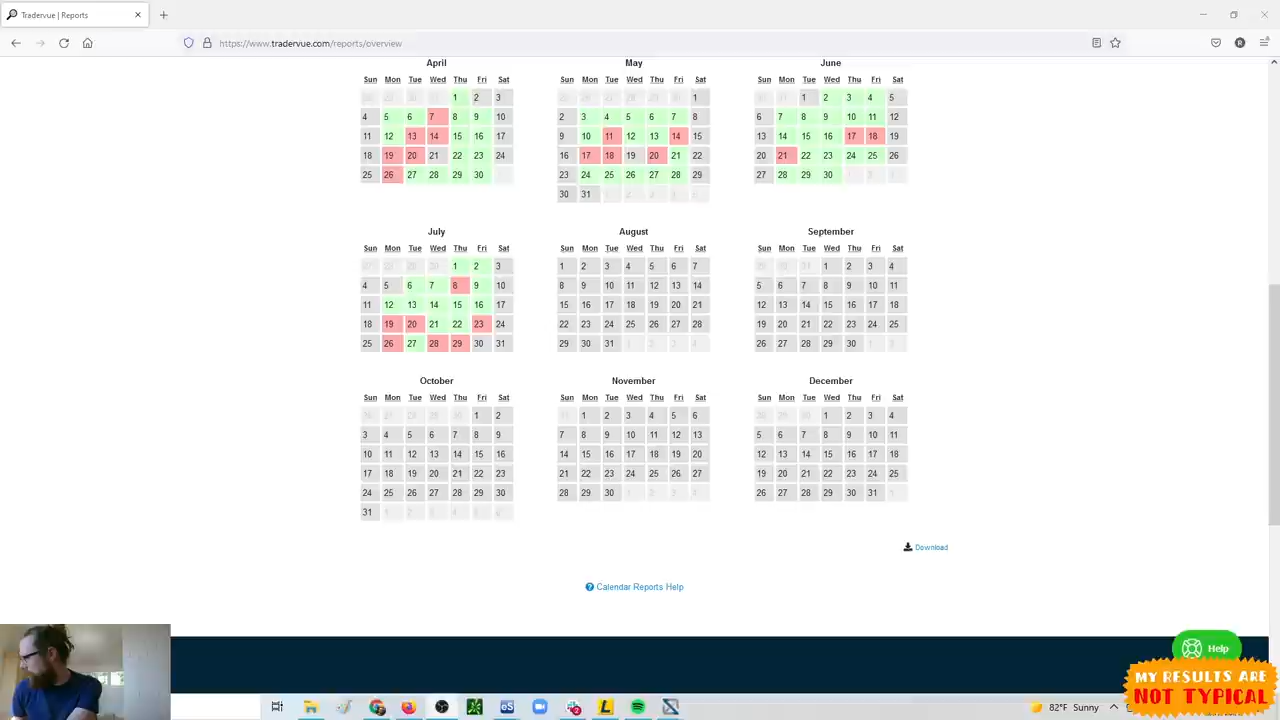 Tradervue | Reports
https://www.tradervue.com/reports/overview
April May June
Sun Mon Tue Wed Thu Fri Sat Sun Mon Tue Wed Thu Fri Sat Sun Mon Tue Wed Thu Fri Sat
1 2 3 1 1 2 3 4 5
4 5 6 7 8 9 10 2 3 4 5 6 7 8 6 7 8 9 10 11 12
11 12 13 14 15 16 17 9 10 11 12 13 14 15 13 14 15 16 17 18 19
18 19 20 21 22 23 24 16 17 18 19 20 21 22 20 21 22 23 24 25 26
25 26 27 28 29 30 23 24 25 26 27 28 29 27 28 29 30
30 31
July August September
Sun Mon Tue Wed Thu Fri Sat Sun Mon Tue Wed Thu Fri Sat Sun Mon Tue Wed Thu Fri Sat
1 2 3 1 2 3 4 5 6 7 1 2 3 4
4 5 6 7 8 9 10 8 9 10 11 12 13 14 5 6 7 8 9 10 11
11 12 13 14 15 16 17 15 16 17 18 19 20 21 12 13 14 15 16 17 18
18 19 20 21 22 23 24 22 23 24 25 26 27 28 19 20 21 22 23 24 25
25 26 27 28 29 30 31 29 30 31 26 27 28 29 30
October November December
Sun Mon Tue Wed Thu Fri Sat Sun Mon Tue Wed Thu Fri Sat Sun Mon Tue Wed Thu Fri Sat
1 2 1 2 3 4 5 6 1 2 3 4
3 4 5 6 7 8 9 7 8 9 10 11 12 13 5 6 7 8 9 10 11
10 11 12 13 14 15 16 14 15 16 17 18 19 20 12 13 14 15 16 17 18
17 18 19 20 21 22 23 21 22 23 24 25 26 27 19 20 21 22 23 24 25
24 25 26 27 28 29 30 28 29 30 26 27 28 29 30 31
31
Download
Calendar Reports Help
Help
MY RESULTS ARE
NOT TYPICAL
82°F Sunny